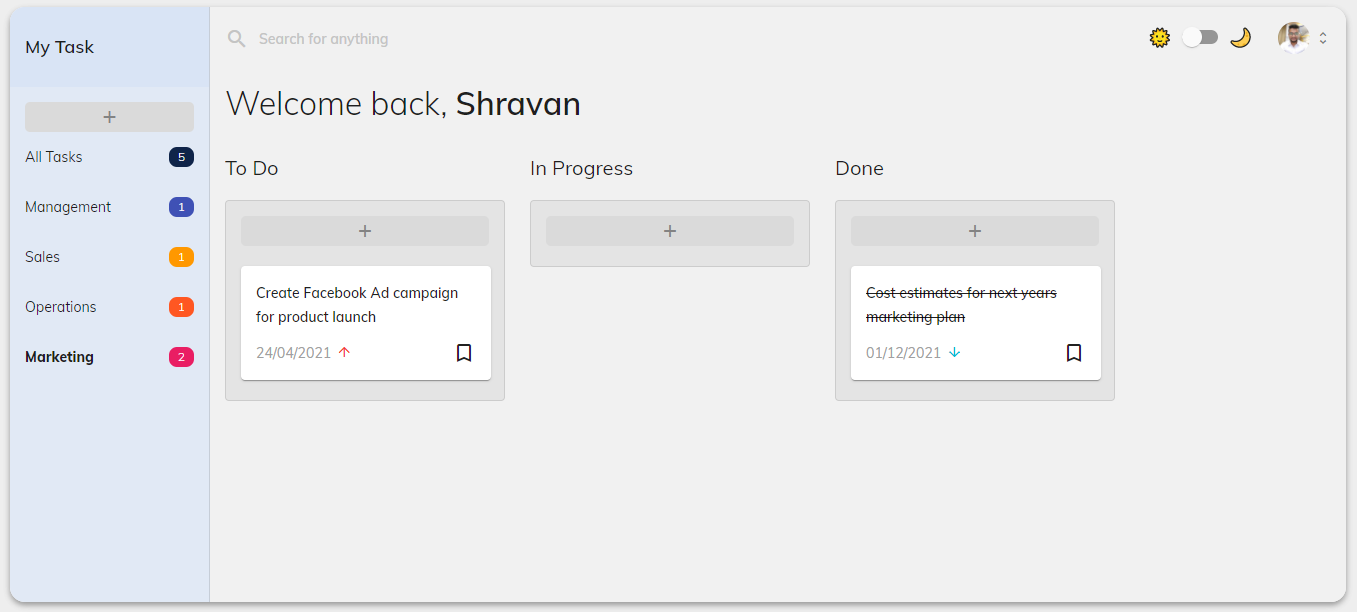 My Task
+
All Tasks 5
Management 1
Sales 1
Operations 1
Marketing 2
Search for anything
Welcome back, Shravan
To Do
+
Create Facebook Ad campaign
for product launch
24/04/2021
In Progress
+
Done
+
Cost estimates for next years
marketing plan
01/12/2021